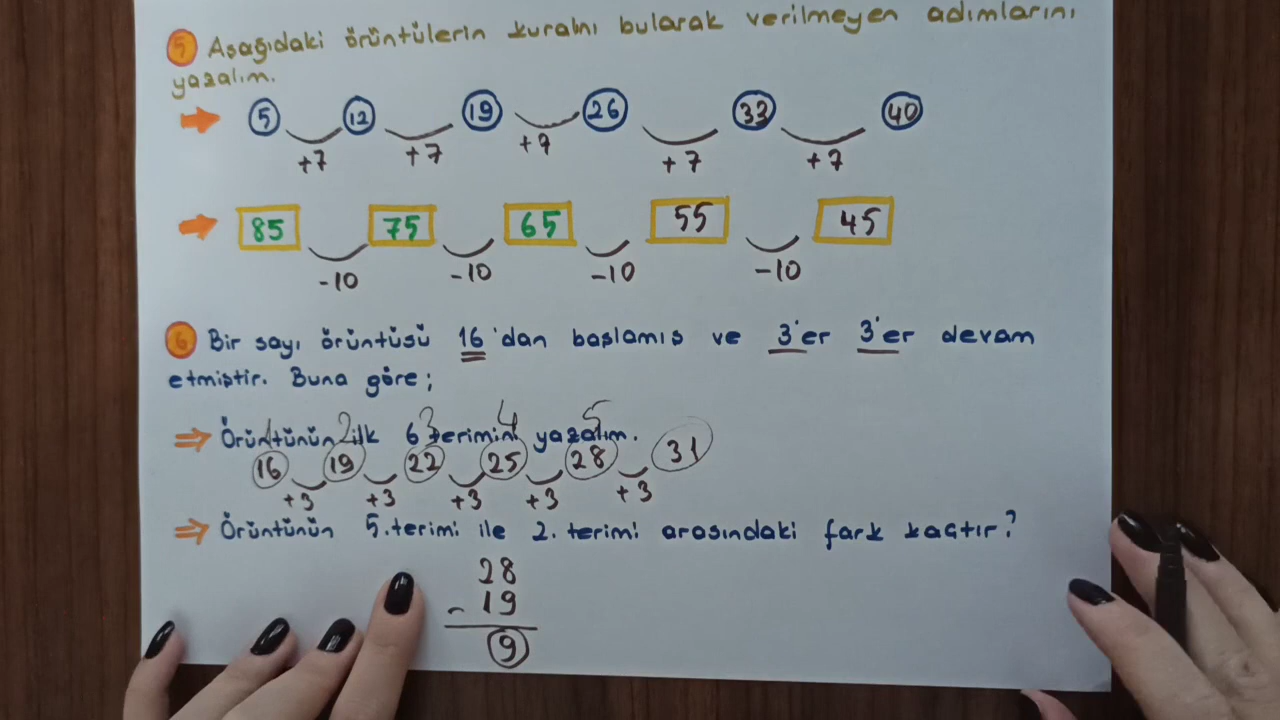 5 Aşağıdaki örüntülerin kuralını bularak verilmeyen adımlarını
yazalım.
5 12 19 26 33 40
+7 +7 +7 +7 +7
85 75 65 55 45
-10 -10 -10 -10
6 Bir sayı örüntüsü 16'dan başlamış ve 3'er 3'er devam
etmiştir. Buna göre;
1 2 3 4 5
⇒ Örüntünün ilk 6 terimini yazalım.
16 19 22 25 28 31
+3 +3 +3 +3 +3
⇒ Örüntünün 5. terimi ile 2. terimi arasındaki fark kaçtır?
28
- 19
9